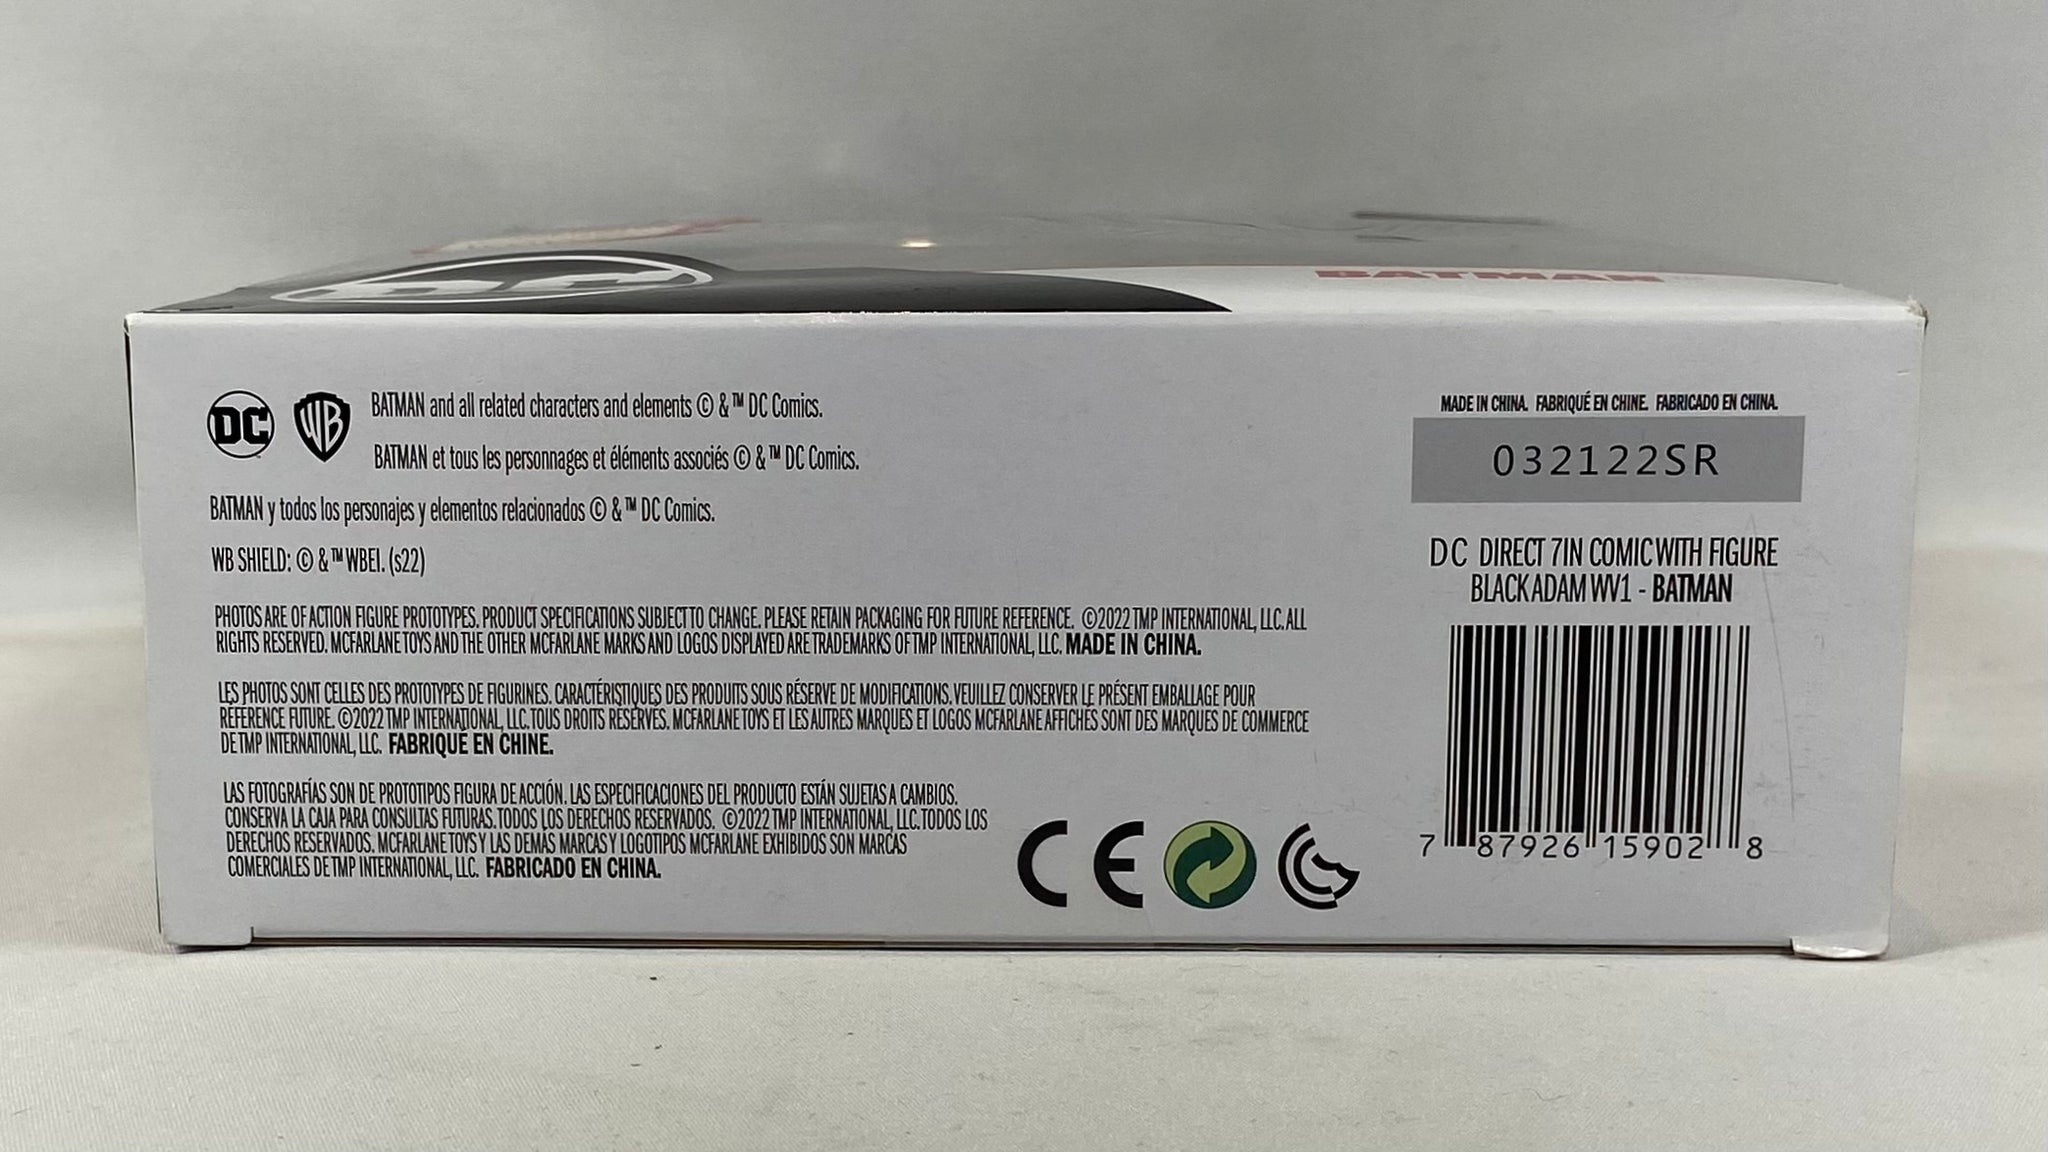 DC
BATMAN
DC
WB
BATMAN and all related characters and elements © & ™ DC Comics.
BATMAN et tous les personnages et éléments associés © & ™ DC Comics.
BATMAN y todos los personajes y elementos relacionados © & ™ DC Comics.
WB SHIELD: © & ™ WBEI. (s22)
PHOTOS ARE OF ACTION FIGURE PROTOTYPES. PRODUCT SPECIFICATIONS SUBJECT TO CHANGE. PLEASE RETAIN PACKAGING FOR FUTURE REFERENCE. ©2022 TMP INTERNATIONAL, LLC. ALL
RIGHTS RESERVED. MCFARLANE TOYS AND THE OTHER MCFARLANE MARKS AND LOGOS DISPLAYED ARE TRADEMARKS OF TMP INTERNATIONAL, LLC. MADE IN CHINA.
LES PHOTOS SONT CELLES DES PROTOTYPES DE FIGURINES. CARACTÉRISTIQUES DES PRODUITS SOUS RÉSERVE DE MODIFICATIONS. VEUILLEZ CONSERVER LE PRÉSENT EMBALLAGE POUR
RÉFÉRENCE FUTURE. ©2022 TMP INTERNATIONAL, LLC. TOUS DROITS RÉSERVÉS. MCFARLANE TOYS ET LES AUTRES MARQUES ET LOGOS MCFARLANE AFFICHÉS SONT DES MARQUES DE COMMERCE
DE TMP INTERNATIONAL, LLC. FABRIQUÉ EN CHINE.
LAS FOTOGRAFÍAS SON DE PROTOTIPOS FIGURA DE ACCIÓN. LAS ESPECIFICACIONES DEL PRODUCTO ESTÁN SUJETAS A CAMBIOS.
CONSERVA LA CAJA PARA CONSULTAS FUTURAS. TODOS LOS DERECHOS RESERVADOS. ©2022 TMP INTERNATIONAL, LLC. TODOS LOS
DERECHOS RESERVADOS. MCFARLANE TOYS Y LAS DEMÁS MARCAS Y LOGOTIPOS MCFARLANE EXHIBIDOS SON MARCAS
COMERCIALES DE TMP INTERNATIONAL, LLC. FABRICADO EN CHINA.
CE
MADE IN CHINA. FABRIQUÉ EN CHINE. FABRICADO EN CHINA.
032122SR
DC DIRECT 7IN COMIC WITH FIGURE
BLACK ADAM WV1 - BATMAN
7 87926 15902 8